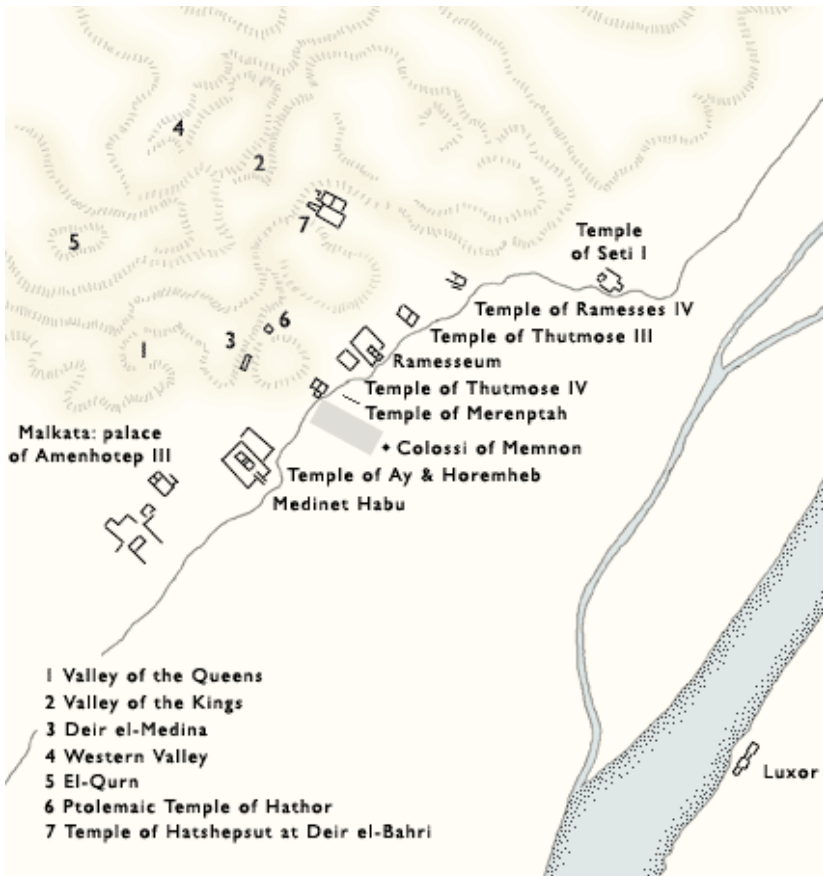 4
2
7
5
Temple
of Seti I
Temple of Ramesses IV
6
3
1
Temple of Thutmose III
Ramesseum
Temple of Thutmose IV
Temple of Merenptah
Malkata: palace
of Amenhotep III
Colossi of Memnon
Temple of Ay & Horemheb
Medinet Habu
1 Valley of the Queens
2 Valley of the Kings
3 Deir el-Medina
4 Western Valley
5 El-Qurn
6 Ptolemaic Temple of Hathor
7 Temple of Hatshepsut at Deir el-Bahri
Luxor